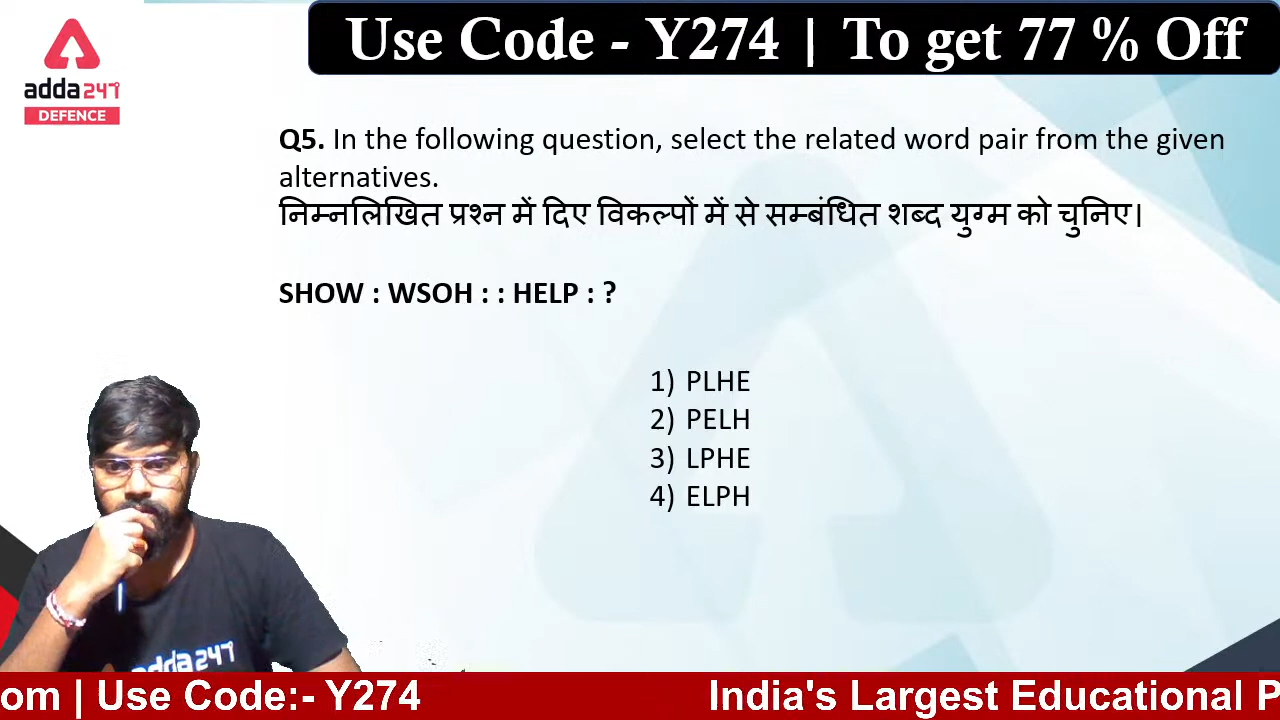 Use Code - Y274 | To get 77 % Off
adda247
DEFENCE
Q5. In the following question, select the related word pair from the given
alternatives.
निम्नलिखित प्रश्न में दिए विकल्पों में से सम्बंधित शब्द युग्म को चुनिए।
SHOW : WSOH : : HELP : ?
1) PLHE
2) PELH
3) LPHE
4) ELPH
adda247
om | Use Code:- Y274 India's Largest Educational P